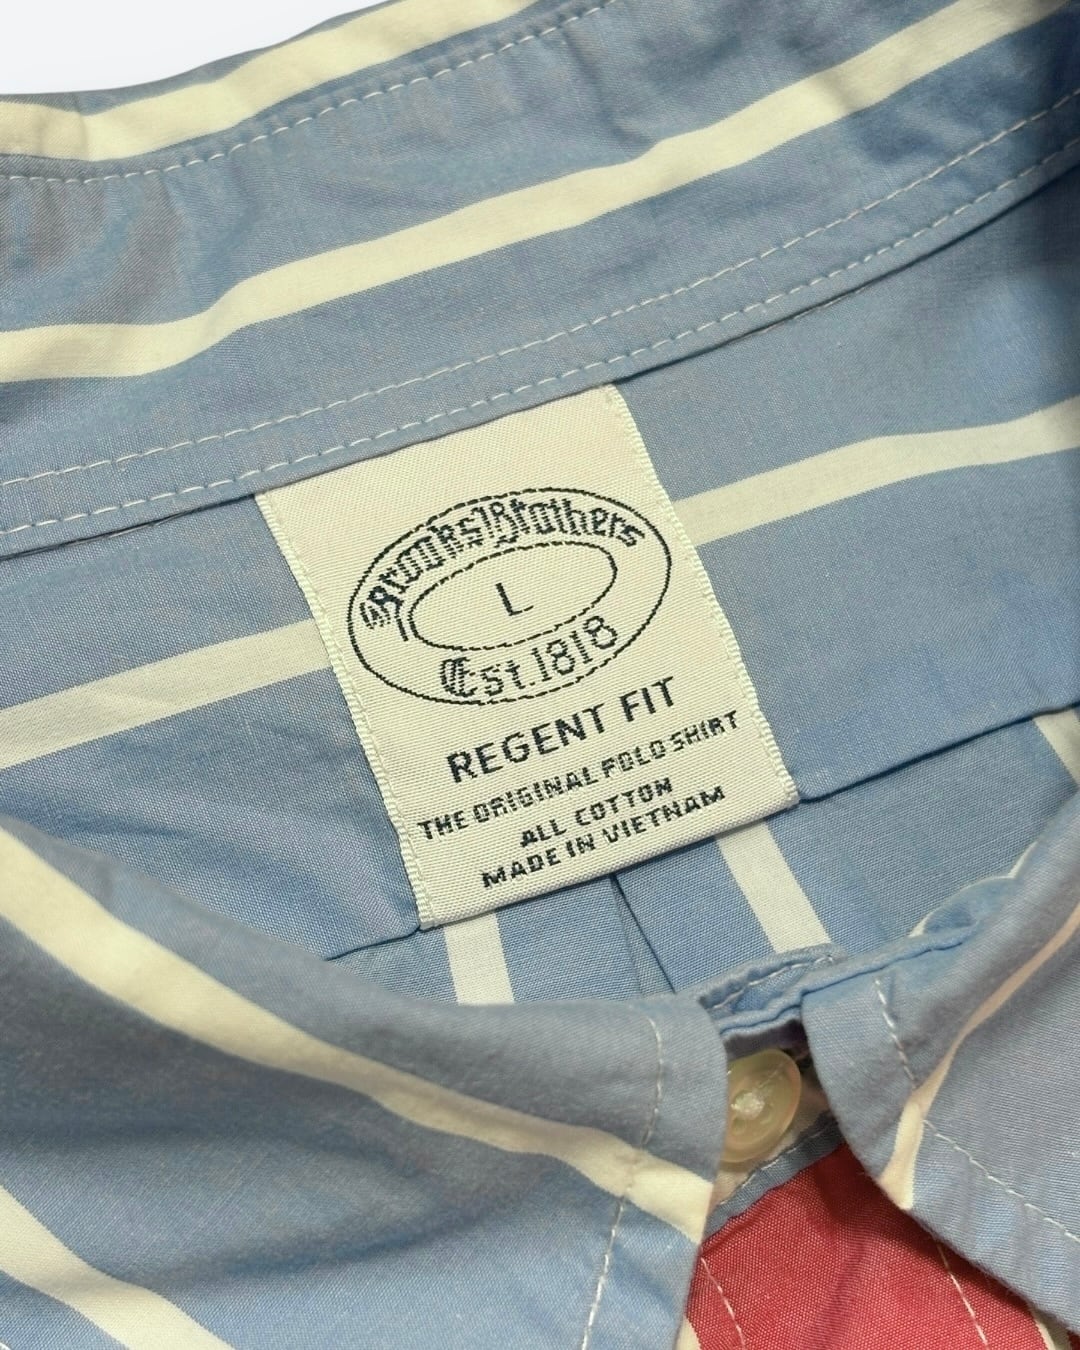 Brooks Brothers
L
Est. 1818
REGENT FIT
THE ORIGINAL POLO SHIRT
ALL COTTON
MADE IN VIETNAM